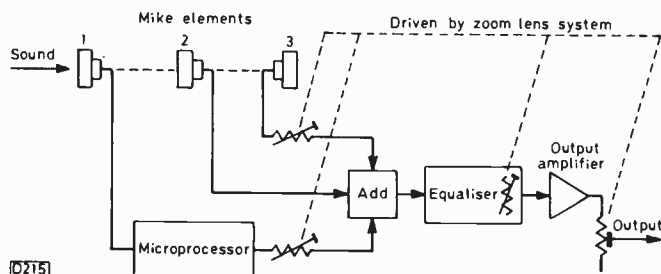 Mike elements
Driven by zoom lens system
1
2
3
Sound
Output
amplifier
Add
Equaliser
Output
Microprocessor
D215